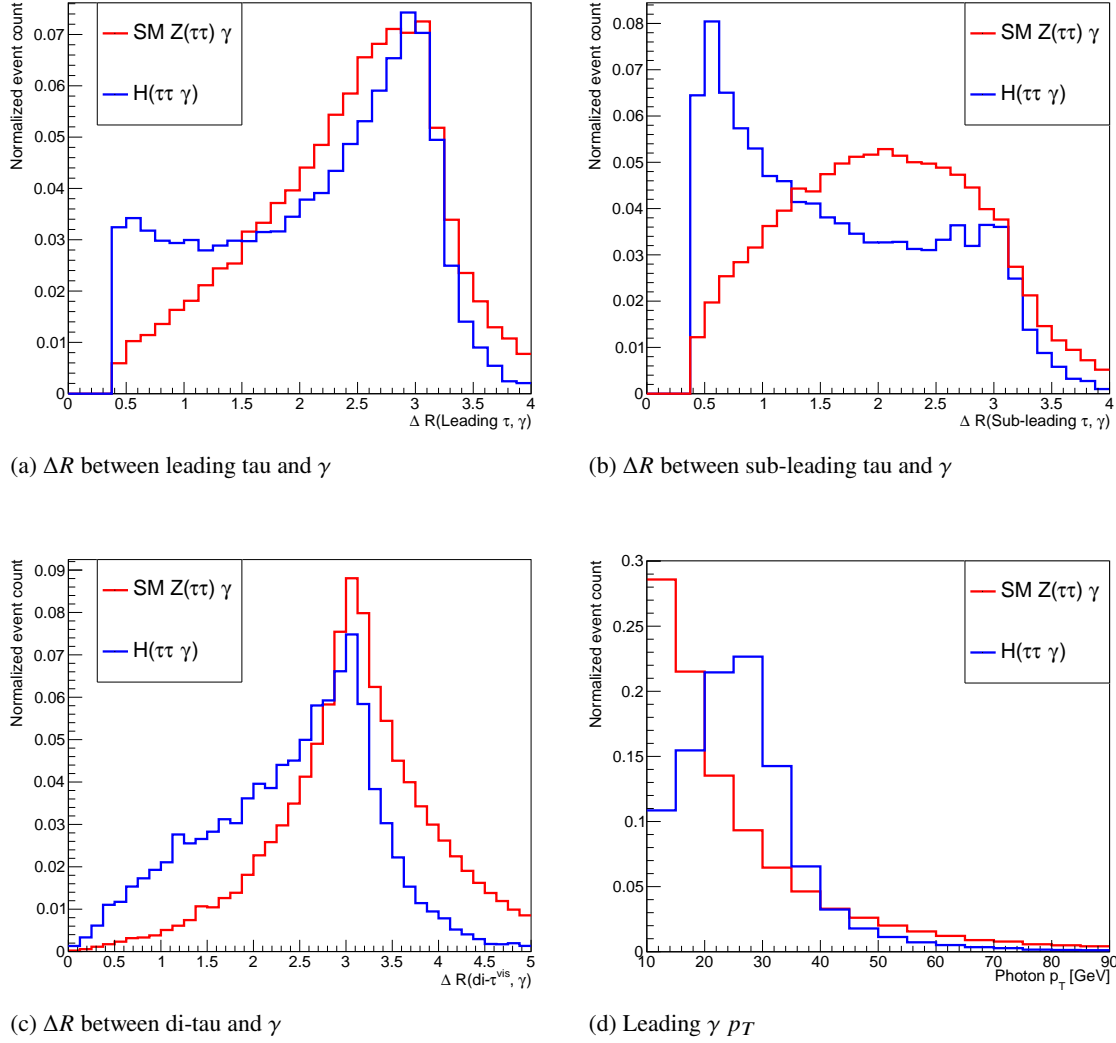 Normalized event count
0.07
0.06
0.05
0.04
0.03
0.02
0.01
0
SM Z(ττ) γ
H(ττ γ)
0 0.5 1 1.5 2 2.5 3 3.5 4
Δ R(Leading τ, γ)
(a) ΔR between leading tau and γ
Normalized event count
0.08
0.07
0.06
0.05
0.04
0.03
0.02
0.01
0
SM Z(ττ) γ
H(ττ γ)
0 0.5 1 1.5 2 2.5 3 3.5 4
Δ R(Sub-leading τ, γ)
(b) ΔR between sub-leading tau and γ
Normalized event count
0.09
0.08
0.07
0.06
0.05
0.04
0.03
0.02
0.01
0
SM Z(ττ) γ
H(ττ γ)
0 0.5 1 1.5 2 2.5 3 3.5 4 4.5 5
Δ R(di-τ^vis, γ)
(c) ΔR between di-tau and γ
Normalized event count
0.3
0.25
0.2
0.15
0.1
0.05
0
SM Z(ττ) γ
H(ττ γ)
10 20 30 40 50 60 70 80 90
Photon p_T [GeV]
(d) Leading γ pT